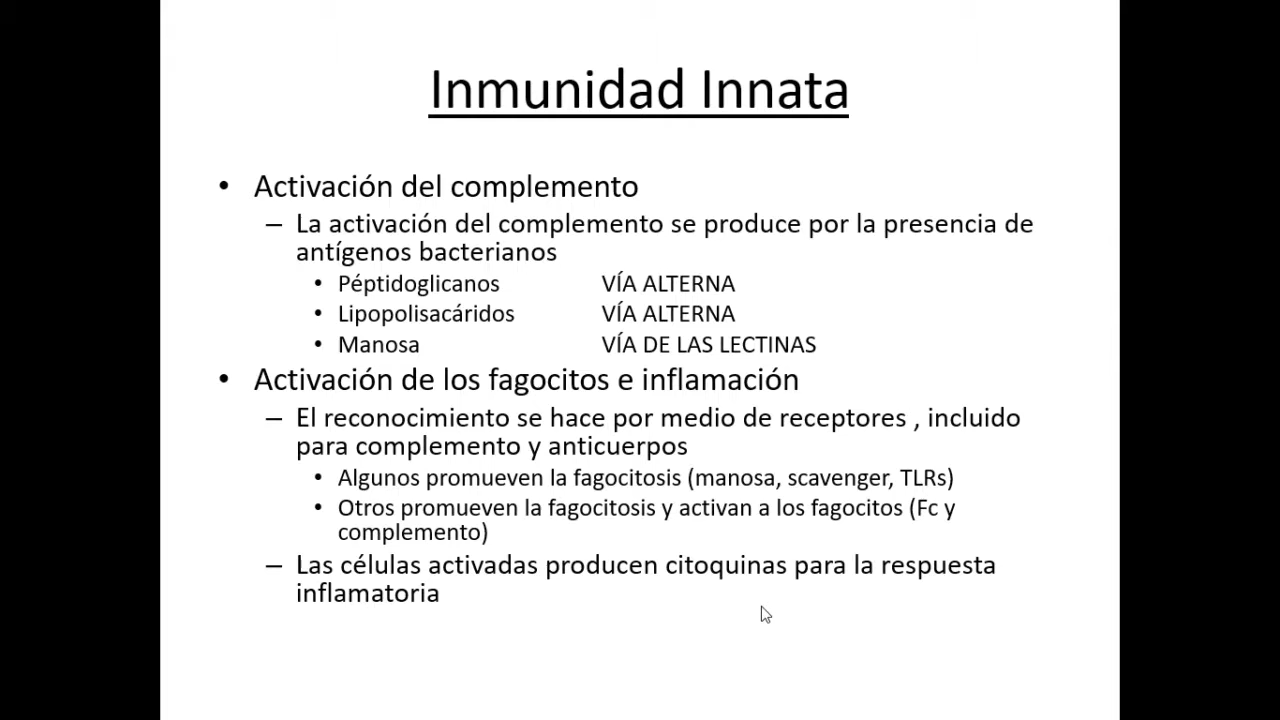 Inmunidad Innata
• Activación del complemento
– La activación del complemento se produce por la presencia de
antígenos bacterianos
• Péptidoglicanos VÍA ALTERNA
• Lipopolisacáridos VÍA ALTERNA
• Manosa VÍA DE LAS LECTINAS
• Activación de los fagocitos e inflamación
– El reconocimiento se hace por medio de receptores , incluido
para complemento y anticuerpos
• Algunos promueven la fagocitosis (manosa, scavenger, TLRs)
• Otros promueven la fagocitosis y activan a los fagocitos (Fc y
complemento)
– Las células activadas producen citoquinas para la respuesta
inflamatoria